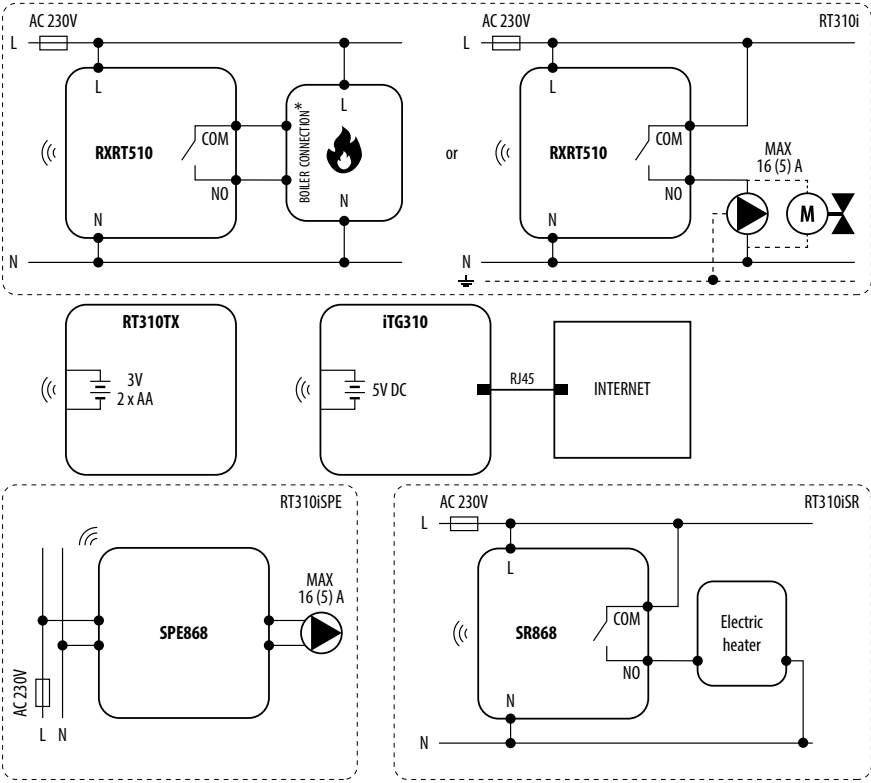 AC 230V
L
L
RXRT510
COM
NO
N
N
BOILER CONNECTION*
L
N
or
AC 230V
RT310i
L
L
RXRT510
COM
NO
N
N
MAX
16 (5) A
M
RT310TX
3V
2 x AA
iTG310
5V DC
RJ45
INTERNET
RT310iSPE
SPE868
MAX
16 (5) A
AC 230V
L N
AC 230V
RT310iSR
L
L
SR868
COM
NO
N
N
Electric
heater